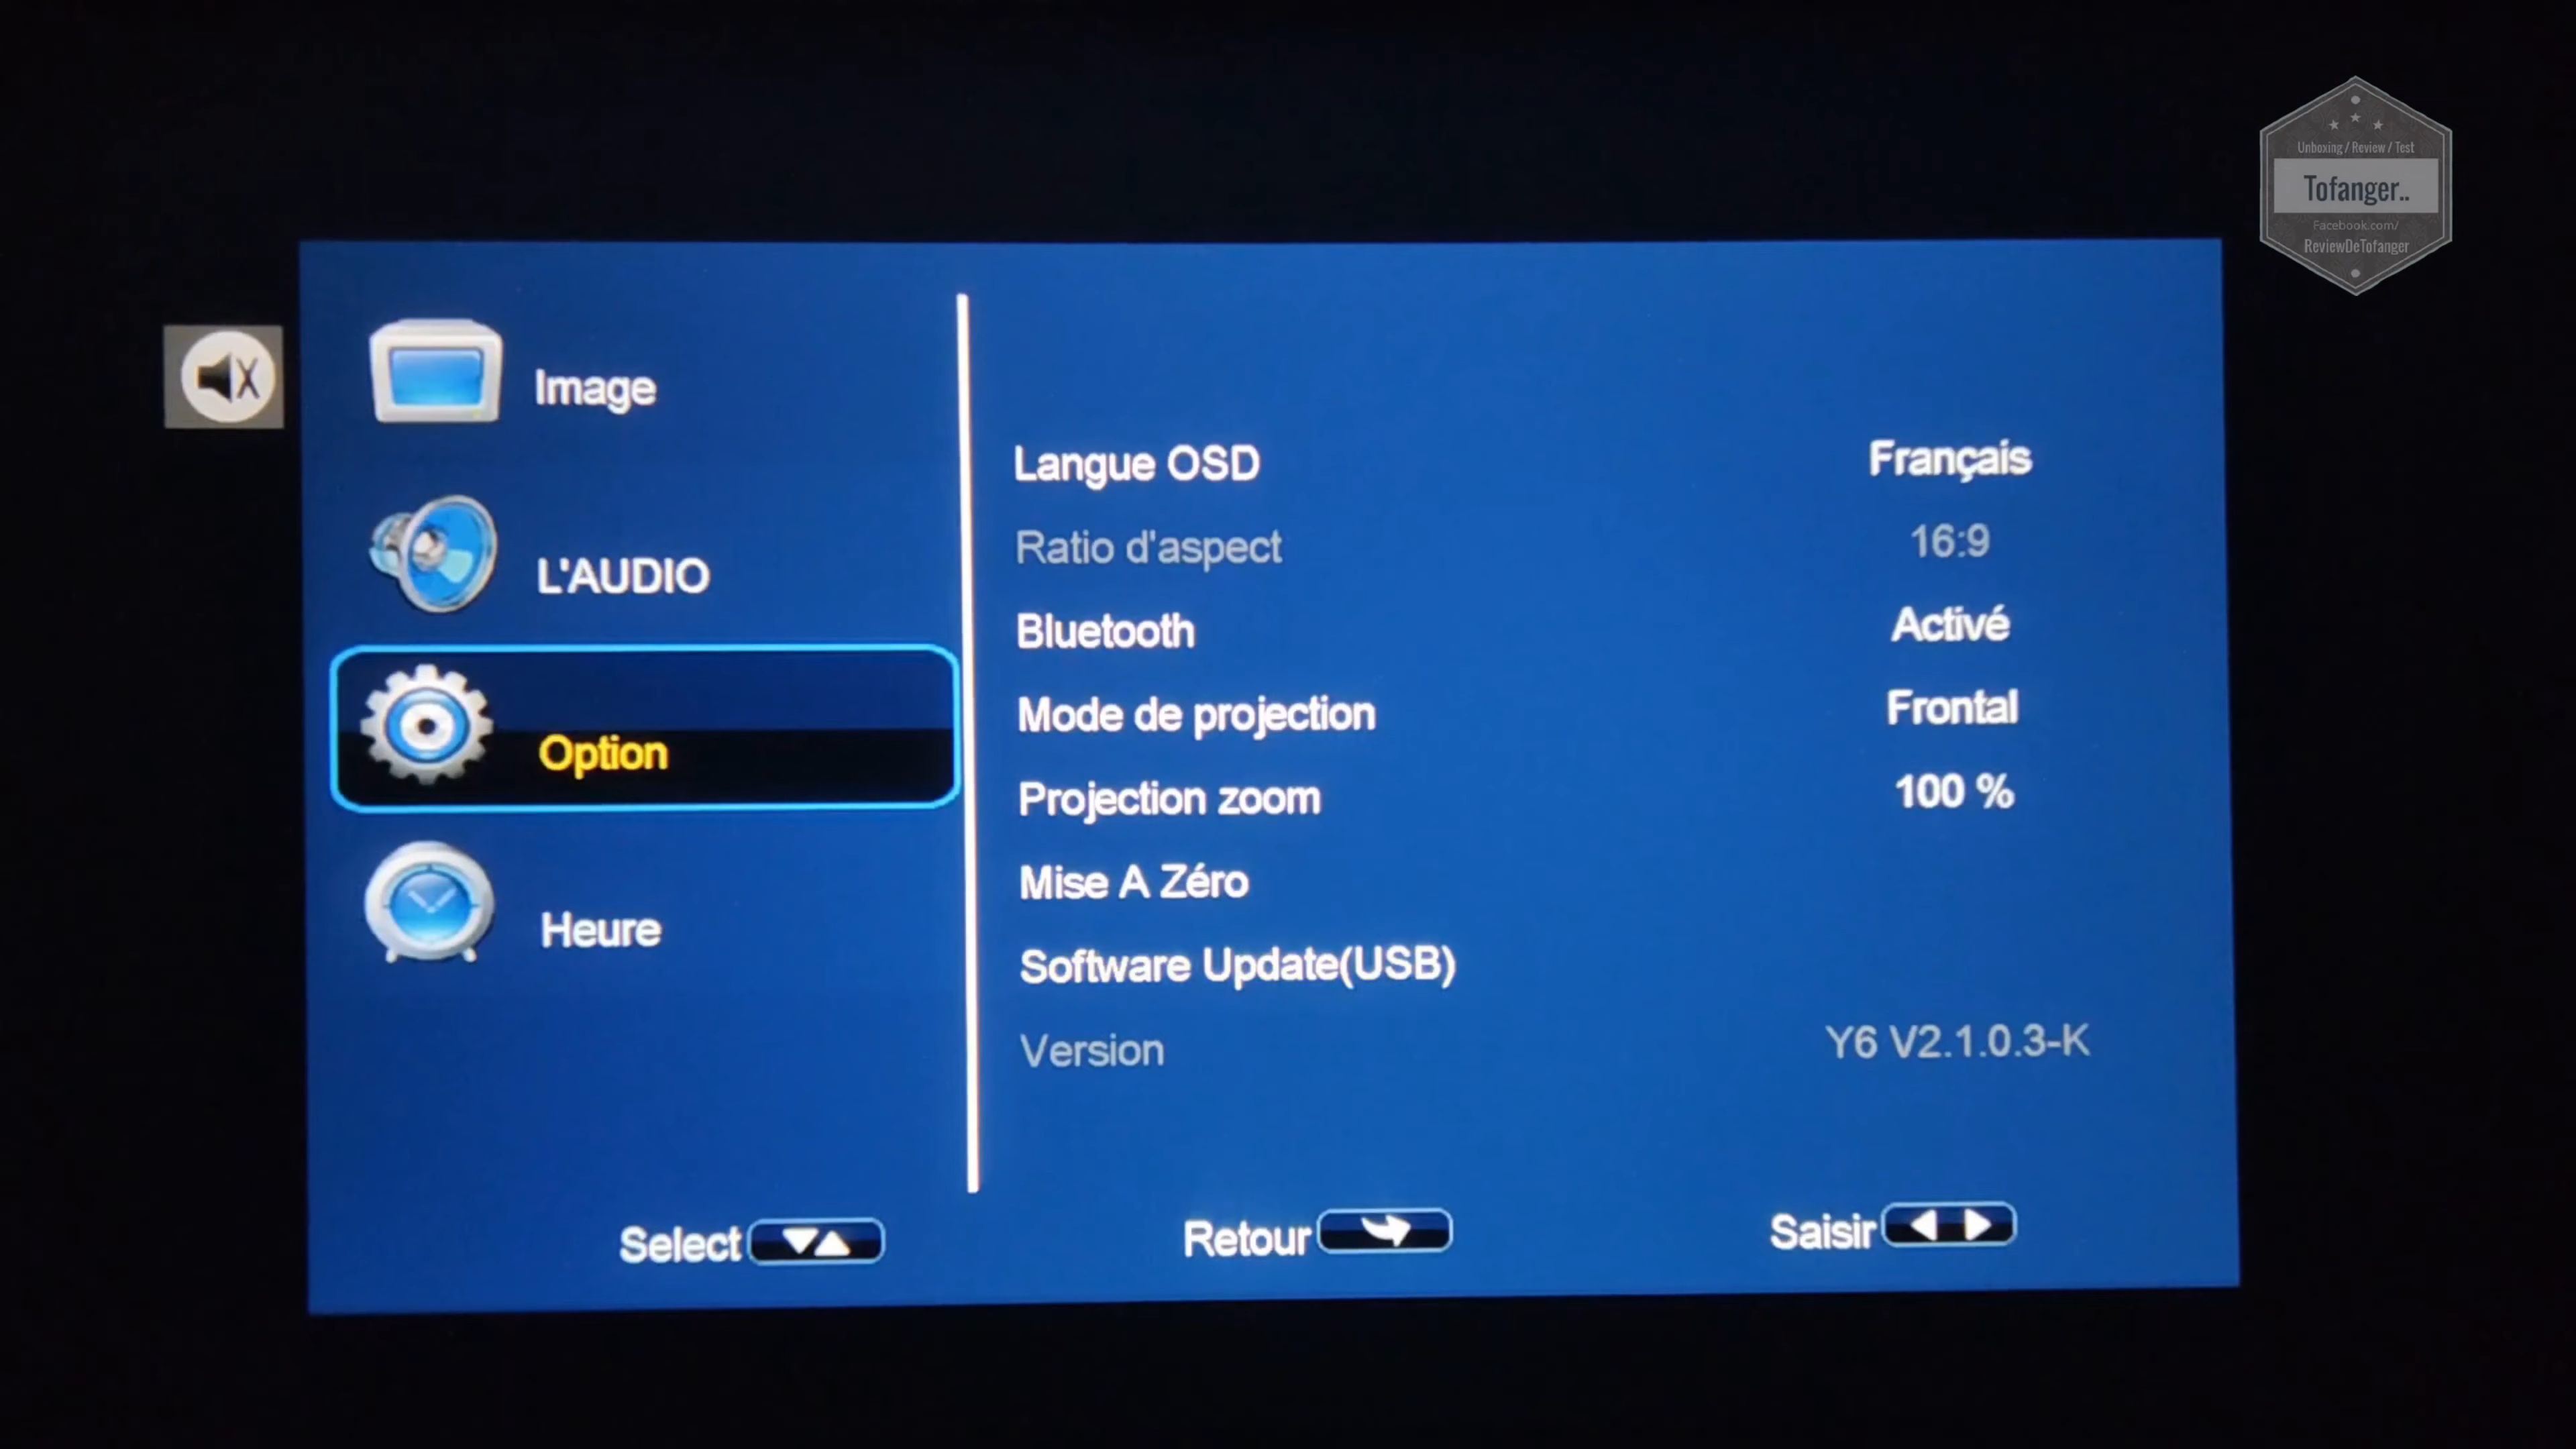 Unboxing / Review / Test
Tofanger..
Facebook.com/
ReviewDeTofanger
Image
L'AUDIO
Option
Heure
Langue OSD Français
Ratio d'aspect 16:9
Bluetooth Activé
Mode de projection Frontal
Projection zoom 100 %
Mise A Zéro
Software Update(USB)
Version Y6 V2.1.0.3-K
Select Retour Saisir